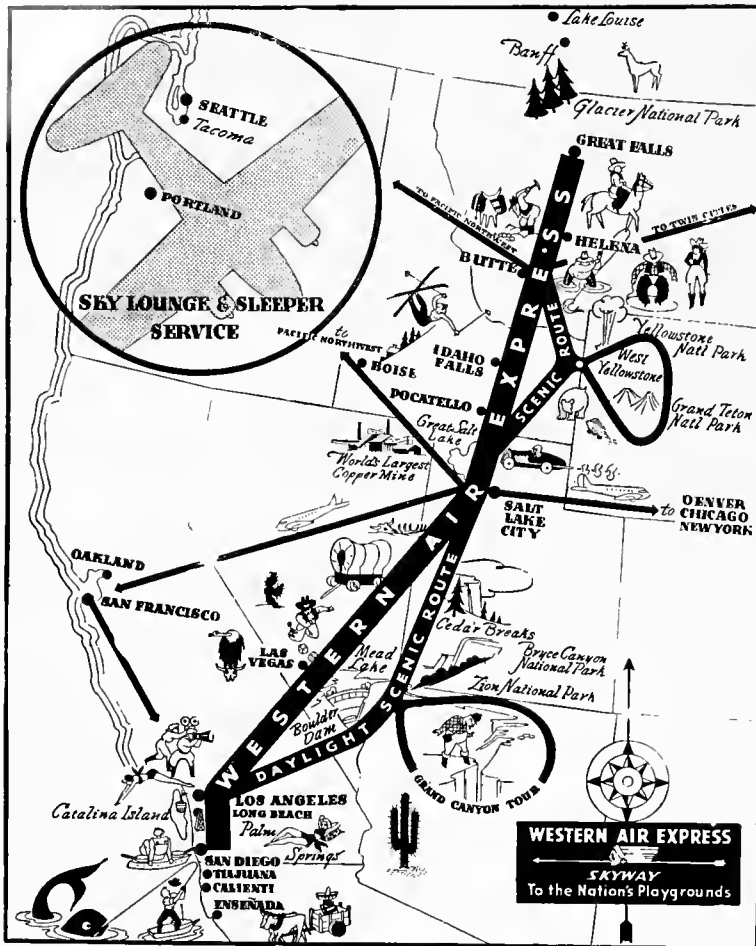 Lake Louise
Banff
Glacier National Park
GREAT FALLS
SEATTLE
Tacoma
PORTLAND
SKY LOUNGE & SLEEPER
SERVICE
TO PACIFIC NORTHWEST
TO TWIN CITIES
HELENA
BUTTE
to
PACIFIC NORTHWEST
BOISE
IDAHO
FALLS
POCATELLO
Great Salt
Lake
World's Largest
Copper Mine
SCENIC ROUTE
Yellowstone
Natl Park
West
Yellowstone
Grand Teton
Natl Park
WESTERN AIR EXPRESS
SALT
LAKE
CITY
to
DENVER
CHICAGO
NEW YORK
OAKLAND
SAN FRANCISCO
LAS
VEGAS
Mead
Lake
Boulder
Dam
DAYLIGHT SCENIC ROUTE
Cedar Breaks
Bryce Canyon
National Park
Zion National Park
GRAND CANYON TOUR
Catalina Island
LOS ANGELES
LONG BEACH
Palm
Springs
SAN DIEGO
TIAJUANA
CALIENTI
ENSEÑADA
WESTERN AIR EXPRESS
SKYWAY
To the Nation's Playgrounds